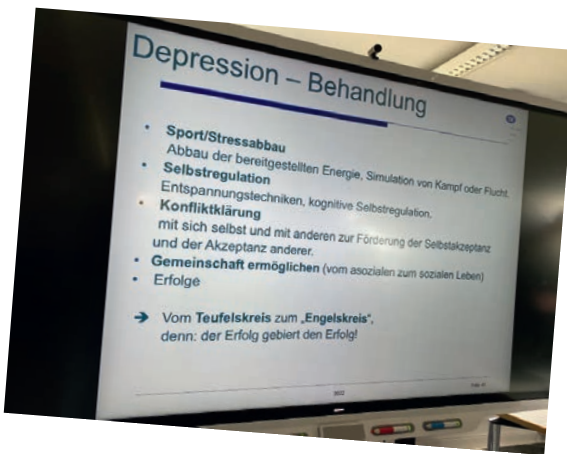 Depression – Behandlung
• Sport/Stressabbau
Abbau der bereitgestellten Energie, Simulation von Kampf oder Flucht.
• Selbstregulation
Entspannungstechniken, kognitive Selbstregulation.
• Konfliktklärung
mit sich selbst und mit anderen zur Förderung der Selbstakzeptanz
und der Akzeptanz anderer.
• Gemeinschaft ermöglichen (vom asozialen zum sozialen Leben)
• Erfolge
➔ Vom Teufelskreis zum „Engelskreis“,
denn: der Erfolg gebiert den Erfolg!